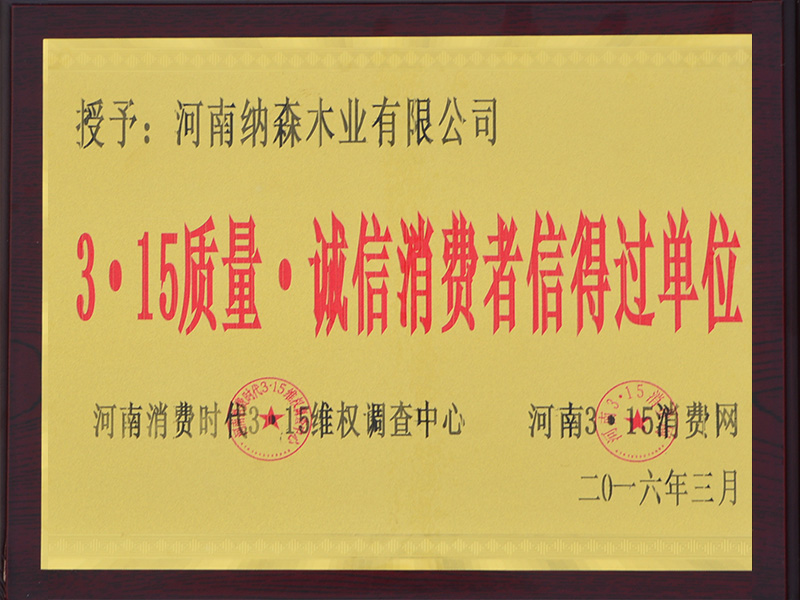 授予：河南纳森木业有限公司
3·15质量·诚信消费者信得过单位
河南消费时代3·15维权调查中心 河南3·15消费网
二0一六年三月